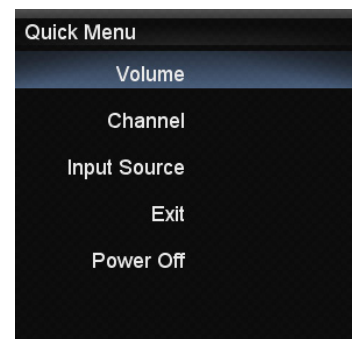 Quick Menu
Volume
Channel
Input Source
Exit
Power Off